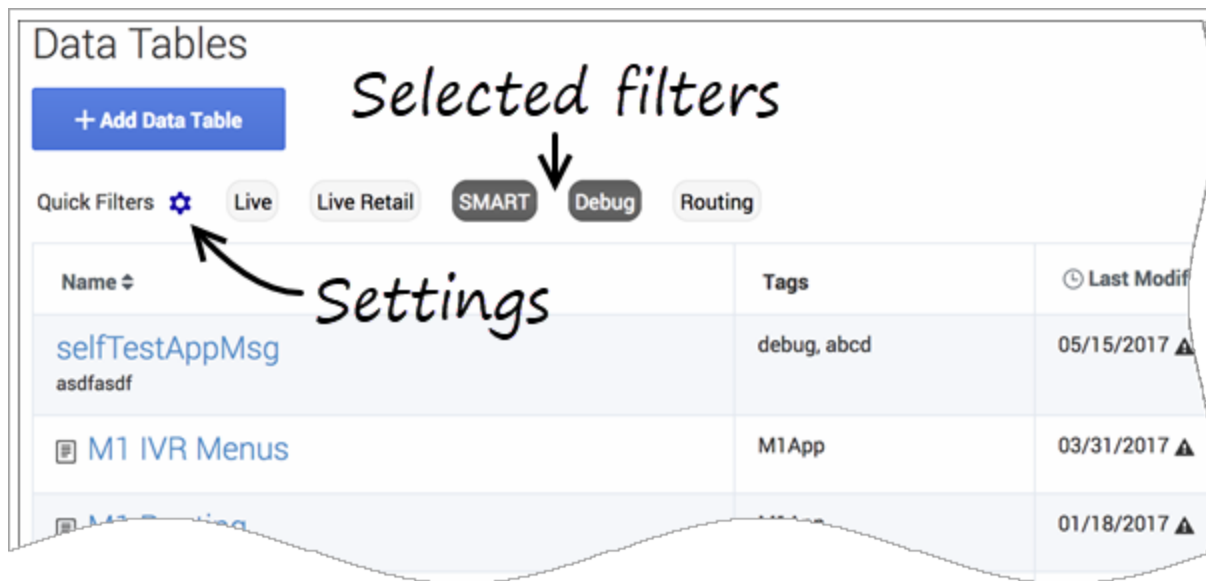 Data Tables
+ Add Data Table
Selected filters
Quick Filters Live Live Retail SMART Debug Routing
Settings
Name Tags Last Modif
selfTestAppMsg debug, abcd 05/15/2017
asdfasdf
M1 IVR Menus M1App 03/31/2017
01/18/2017